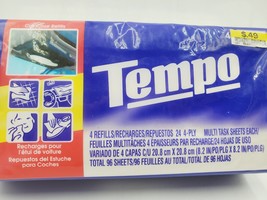 $.49
Tempo
Recharges pour
l'étui de voiture
Repuestos del Estuche
para Coches
4 REFILLS/RECHARGES/REPUESTOS 24 4-PLY MULTI TASK SHEETS EACH/
FEUILLES MULTITÂCHES 4 ÉPAISSEURS PAR RECHARGE/24 HOJAS DE USO
VARIADO DE 4 CAPAS C/U 20.8 cm X 20.8 cm (8.2 IN/PO/PLG X 8.2 IN/PO/PLG)
TOTAL 96 SHEETS/96 FEUILLES AU TOTAL/TOTAL DE 96 HOJAS